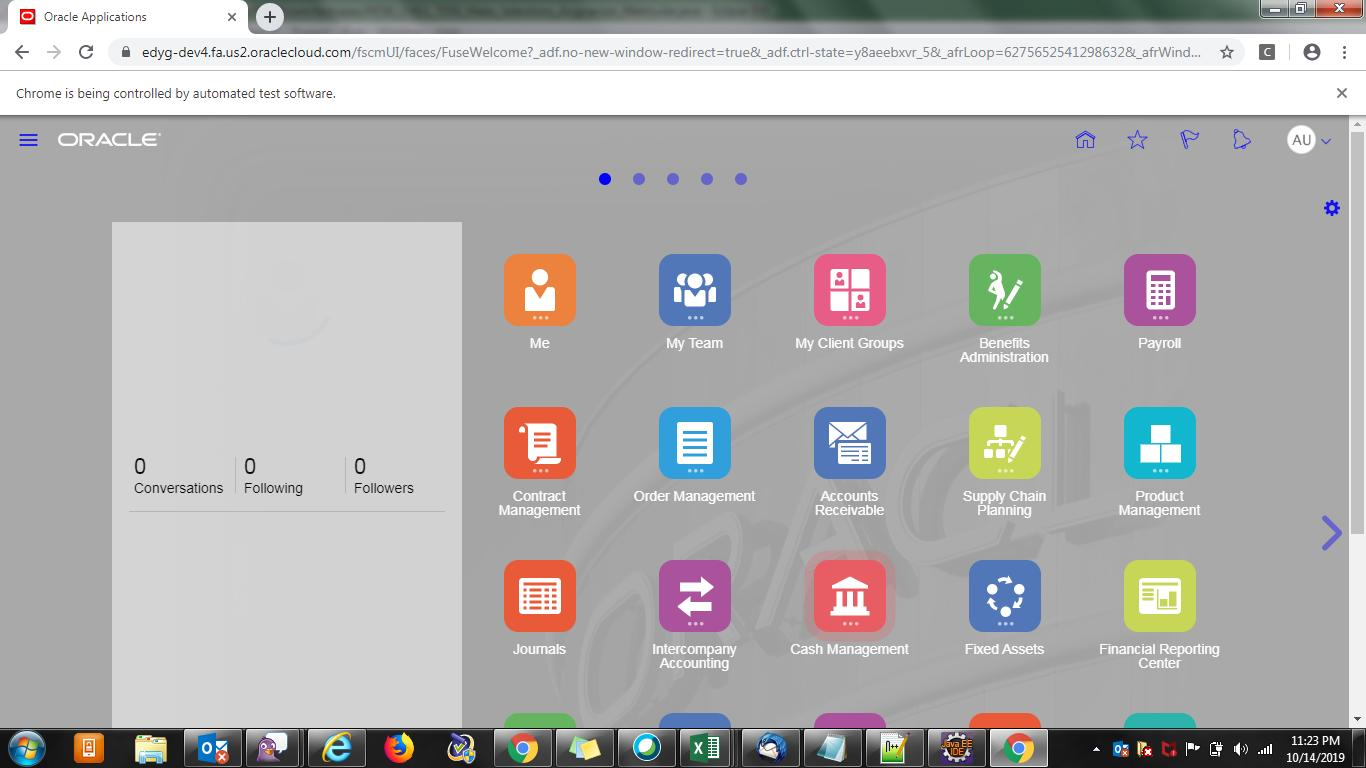 Oracle Applications
edyg-dev4.fa.us2.oraclecloud.com/fscmUI/faces/FuseWelcome?_adf.no-new-window-redirect=true&_adf.ctrl-state=y8aeebxvr_5&_afrLoop=6275652541298632&_afrWind...
C
Chrome is being controlled by automated test software.
ORACLE
AU
Me
My Team
My Client Groups
Benefits
Administration
Payroll
0
Conversations
0
Following
0
Followers
Contract
Management
Order Management
Accounts
Receivable
Supply Chain
Planning
Product
Management
Journals
Intercompany
Accounting
Cash Management
Fixed Assets
Financial Reporting
Center
Java EE
IDE
11:23 PM
10/14/2019